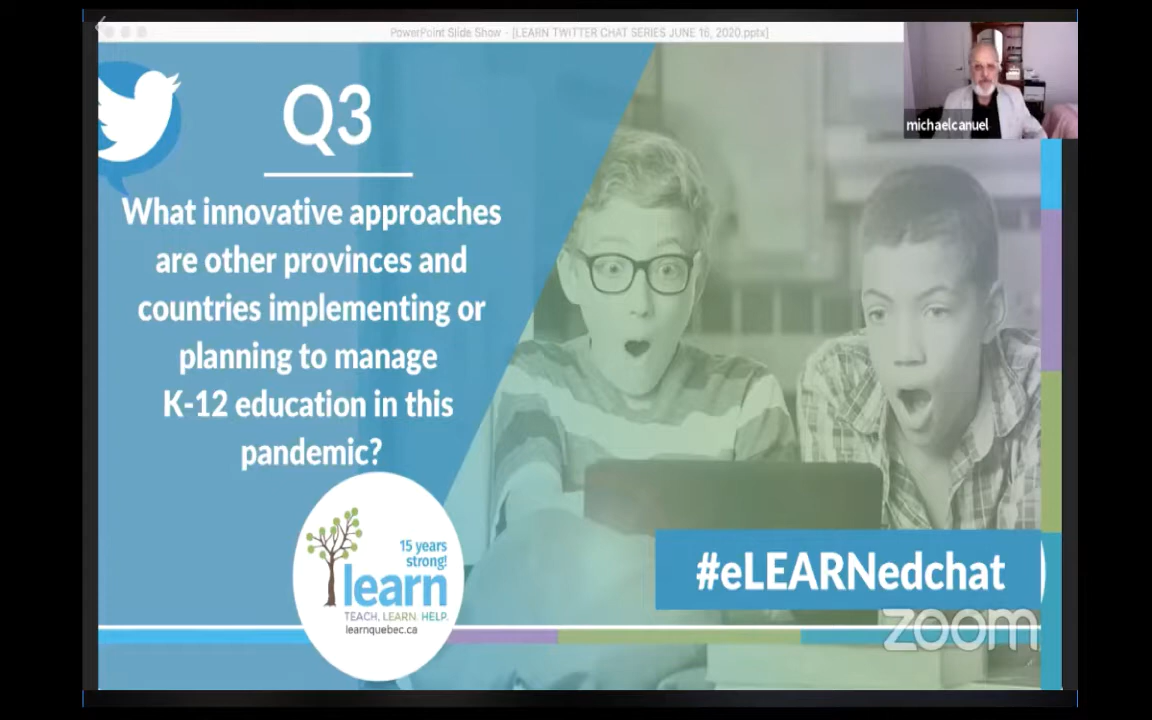 PowerPoint Slide Show - [LEARN TWITTER CHAT SERIES JUNE 16, 2020.pptx]
michaelcanuel
Q3
What innovative approaches
are other provinces and
countries implementing or
planning to manage
K-12 education in this
pandemic?
15 years
strong!
learn
TEACH, LEARN. HELP.
learnquebec.ca
#eLEARNedchat
zoom